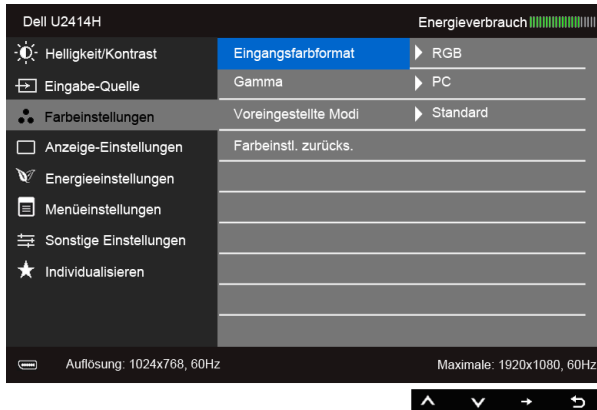 Dell U2414H Energieverbrauch
Helligkeit/Kontrast
Eingabe-Quelle
Farbeinstellungen
Anzeige-Einstellungen
Energieeinstellungen
Menüeinstellungen
Sonstige Einstellungen
Individualisieren
Eingangsfarbformat RGB
Gamma PC
Voreingestellte Modi Standard
Farbeinstl. zurücks.
Auflösung: 1024x768, 60Hz Maximale: 1920x1080, 60Hz